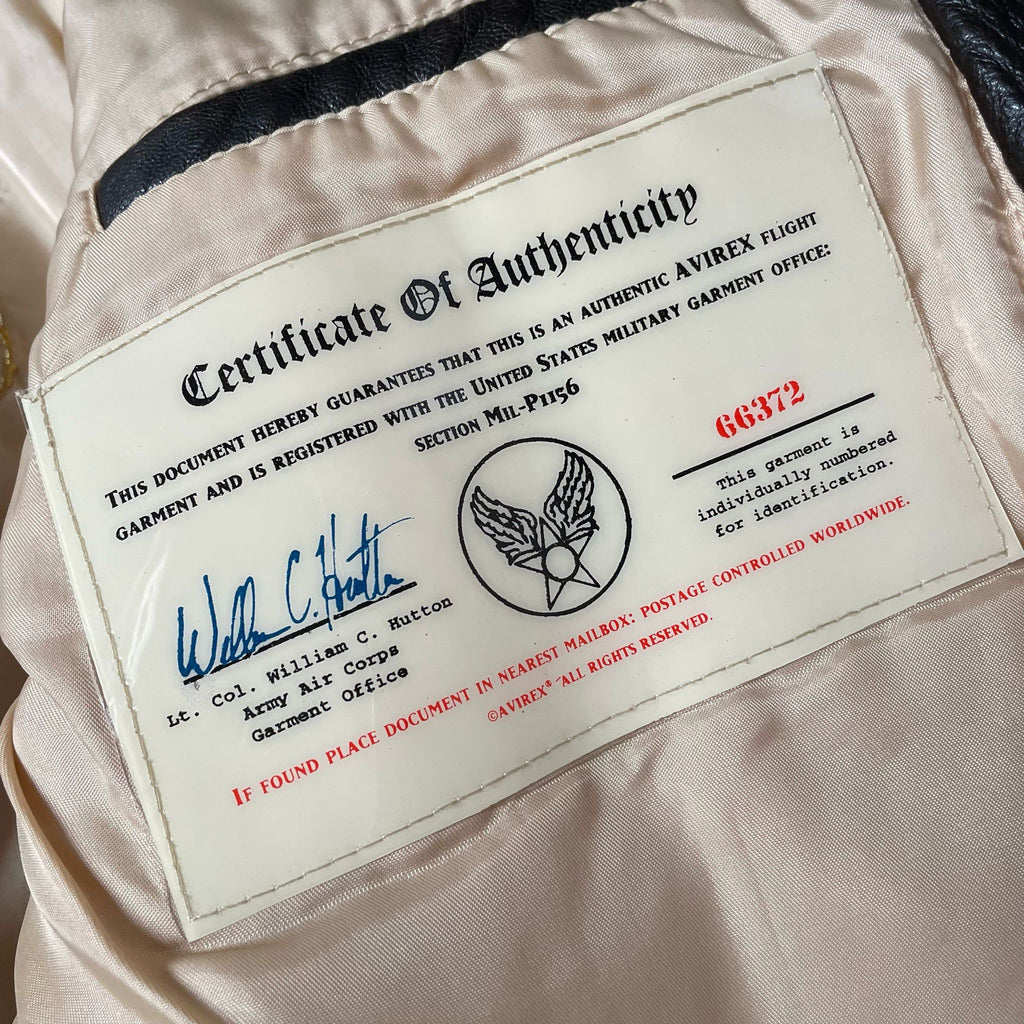 Certificate Of Authenticity
THIS DOCUMENT HEREBY GUARANTEES THAT THIS IS AN AUTHENTIC AVIREX FLIGHT
GARMENT AND IS REGISTERED WITH THE UNITED STATES MILITARY GARMENT OFFICE:
SECTION MIL-P1156
66372
This garment is
individually numbered
for identification.
William C. Hutton
Lt. Col. William C. Hutton
Army Air Corps
Garment Office
IF FOUND PLACE DOCUMENT IN NEAREST MAILBOX: POSTAGE CONTROLLED WORLDWIDE.
©AVIREX® ALL RIGHTS RESERVED.